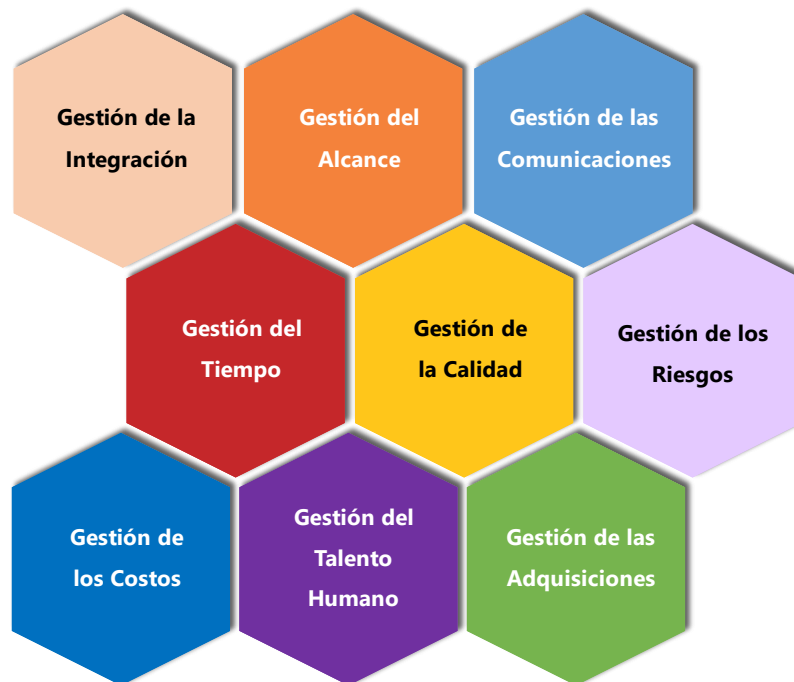 Gestión de la
Integración
Gestión del
Alcance
Gestión de las
Comunicaciones
Gestión del
Tiempo
Gestión de
la Calidad
Gestión de los
Riesgos
Gestión de
los Costos
Gestión del
Talento
Humano
Gestión de las
Adquisiciones